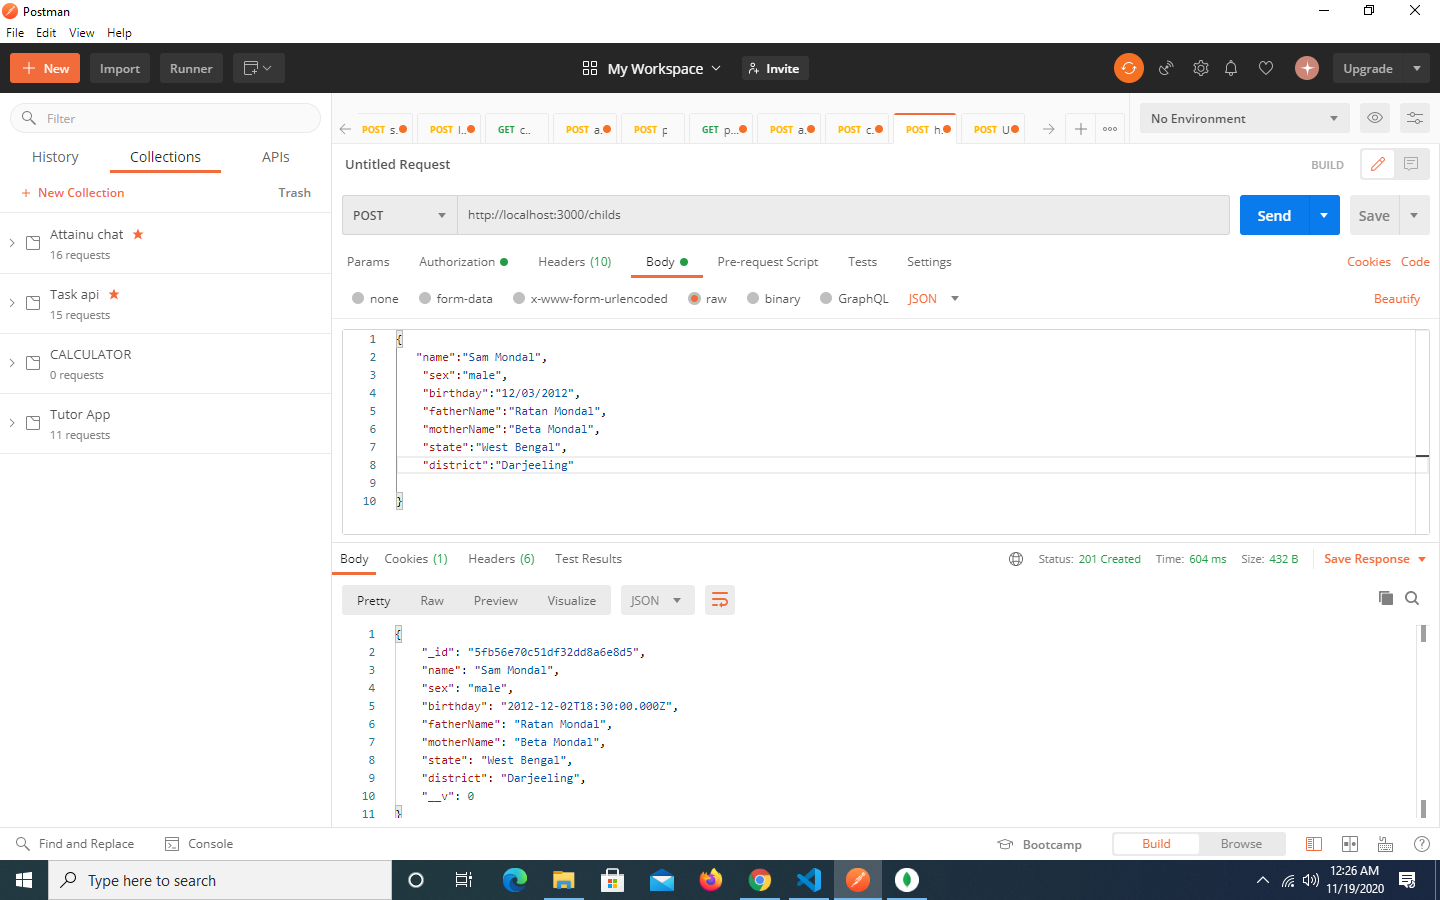 Postman
File Edit View Help
New Import Runner My Workspace Invite Upgrade
Filter
History Collections APIs
New Collection Trash
Attainu chat
16 requests
Task api
15 requests
CALCULATOR
0 requests
Tutor App
11 requests
POST s. POST l. GET c.. POST a. POST p GET p... POST a. POST c. POST h. POST U
No Environment
Untitled Request BUILD
POST http://localhost:3000/childs Send Save
Params Authorization Headers (10) Body Pre-request Script Tests Settings Cookies Code
none form-data x-www-form-urlencoded raw binary GraphQL JSON Beautify
1 {
2 "name":"Sam Mondal",
3 "sex":"male",
4 "birthday":"12/03/2012",
5 "fatherName":"Ratan Mondal",
6 "motherName":"Beta Mondal",
7 "state":"West Bengal",
8 "district":"Darjeeling"
9
10 }
Body Cookies (1) Headers (6) Test Results Status: 201 Created Time: 604 ms Size: 432 B Save Response
Pretty Raw Preview Visualize JSON
1 {
2 "_id": "5fb56e70c51df32dd8a6e8d5",
3 "name": "Sam Mondal",
4 "sex": "male",
5 "birthday": "2012-12-02T18:30:00.000Z",
6 "fatherName": "Ratan Mondal",
7 "motherName": "Beta Mondal",
8 "state": "West Bengal",
9 "district": "Darjeeling",
10 "__v": 0
11 }
Find and Replace Console Bootcamp Build Browse
Type here to search
12:26 AM
11/19/2020